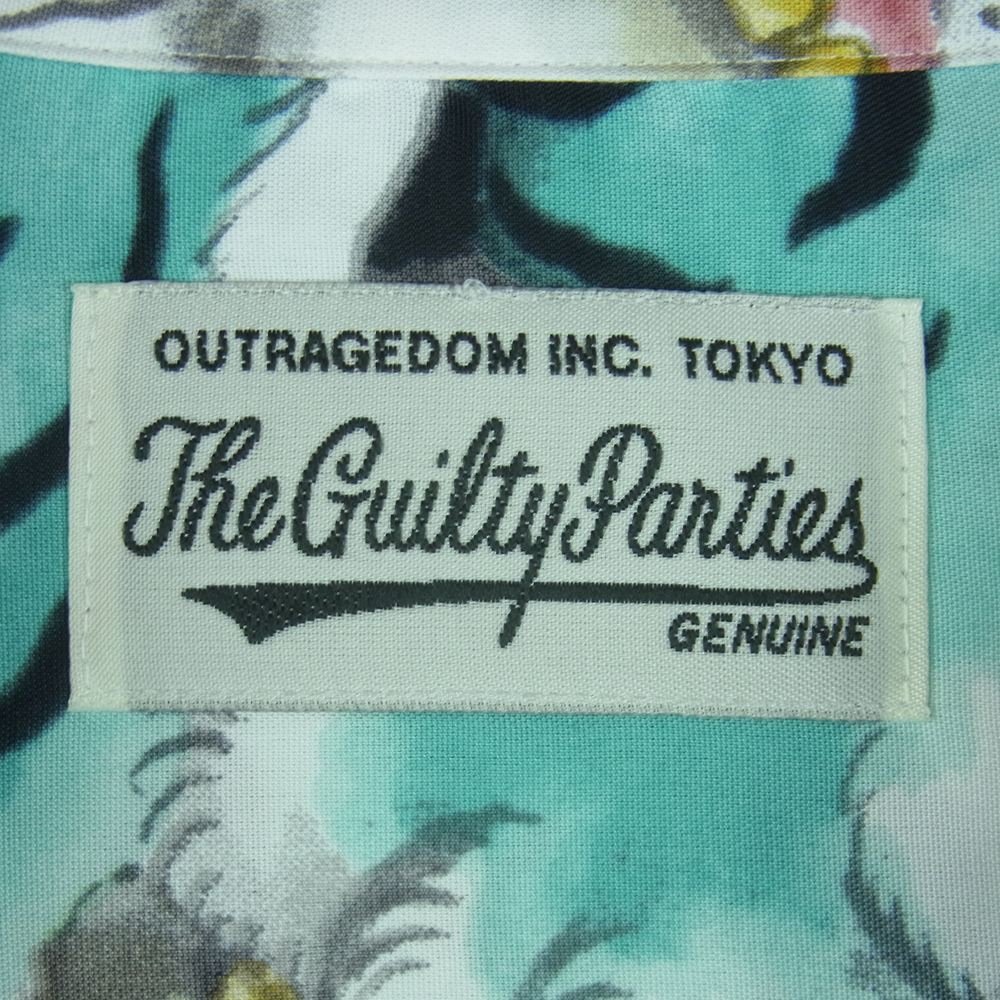 OUTRAGEDOM INC. TOKYO
The Guilty Parties
GENUINE